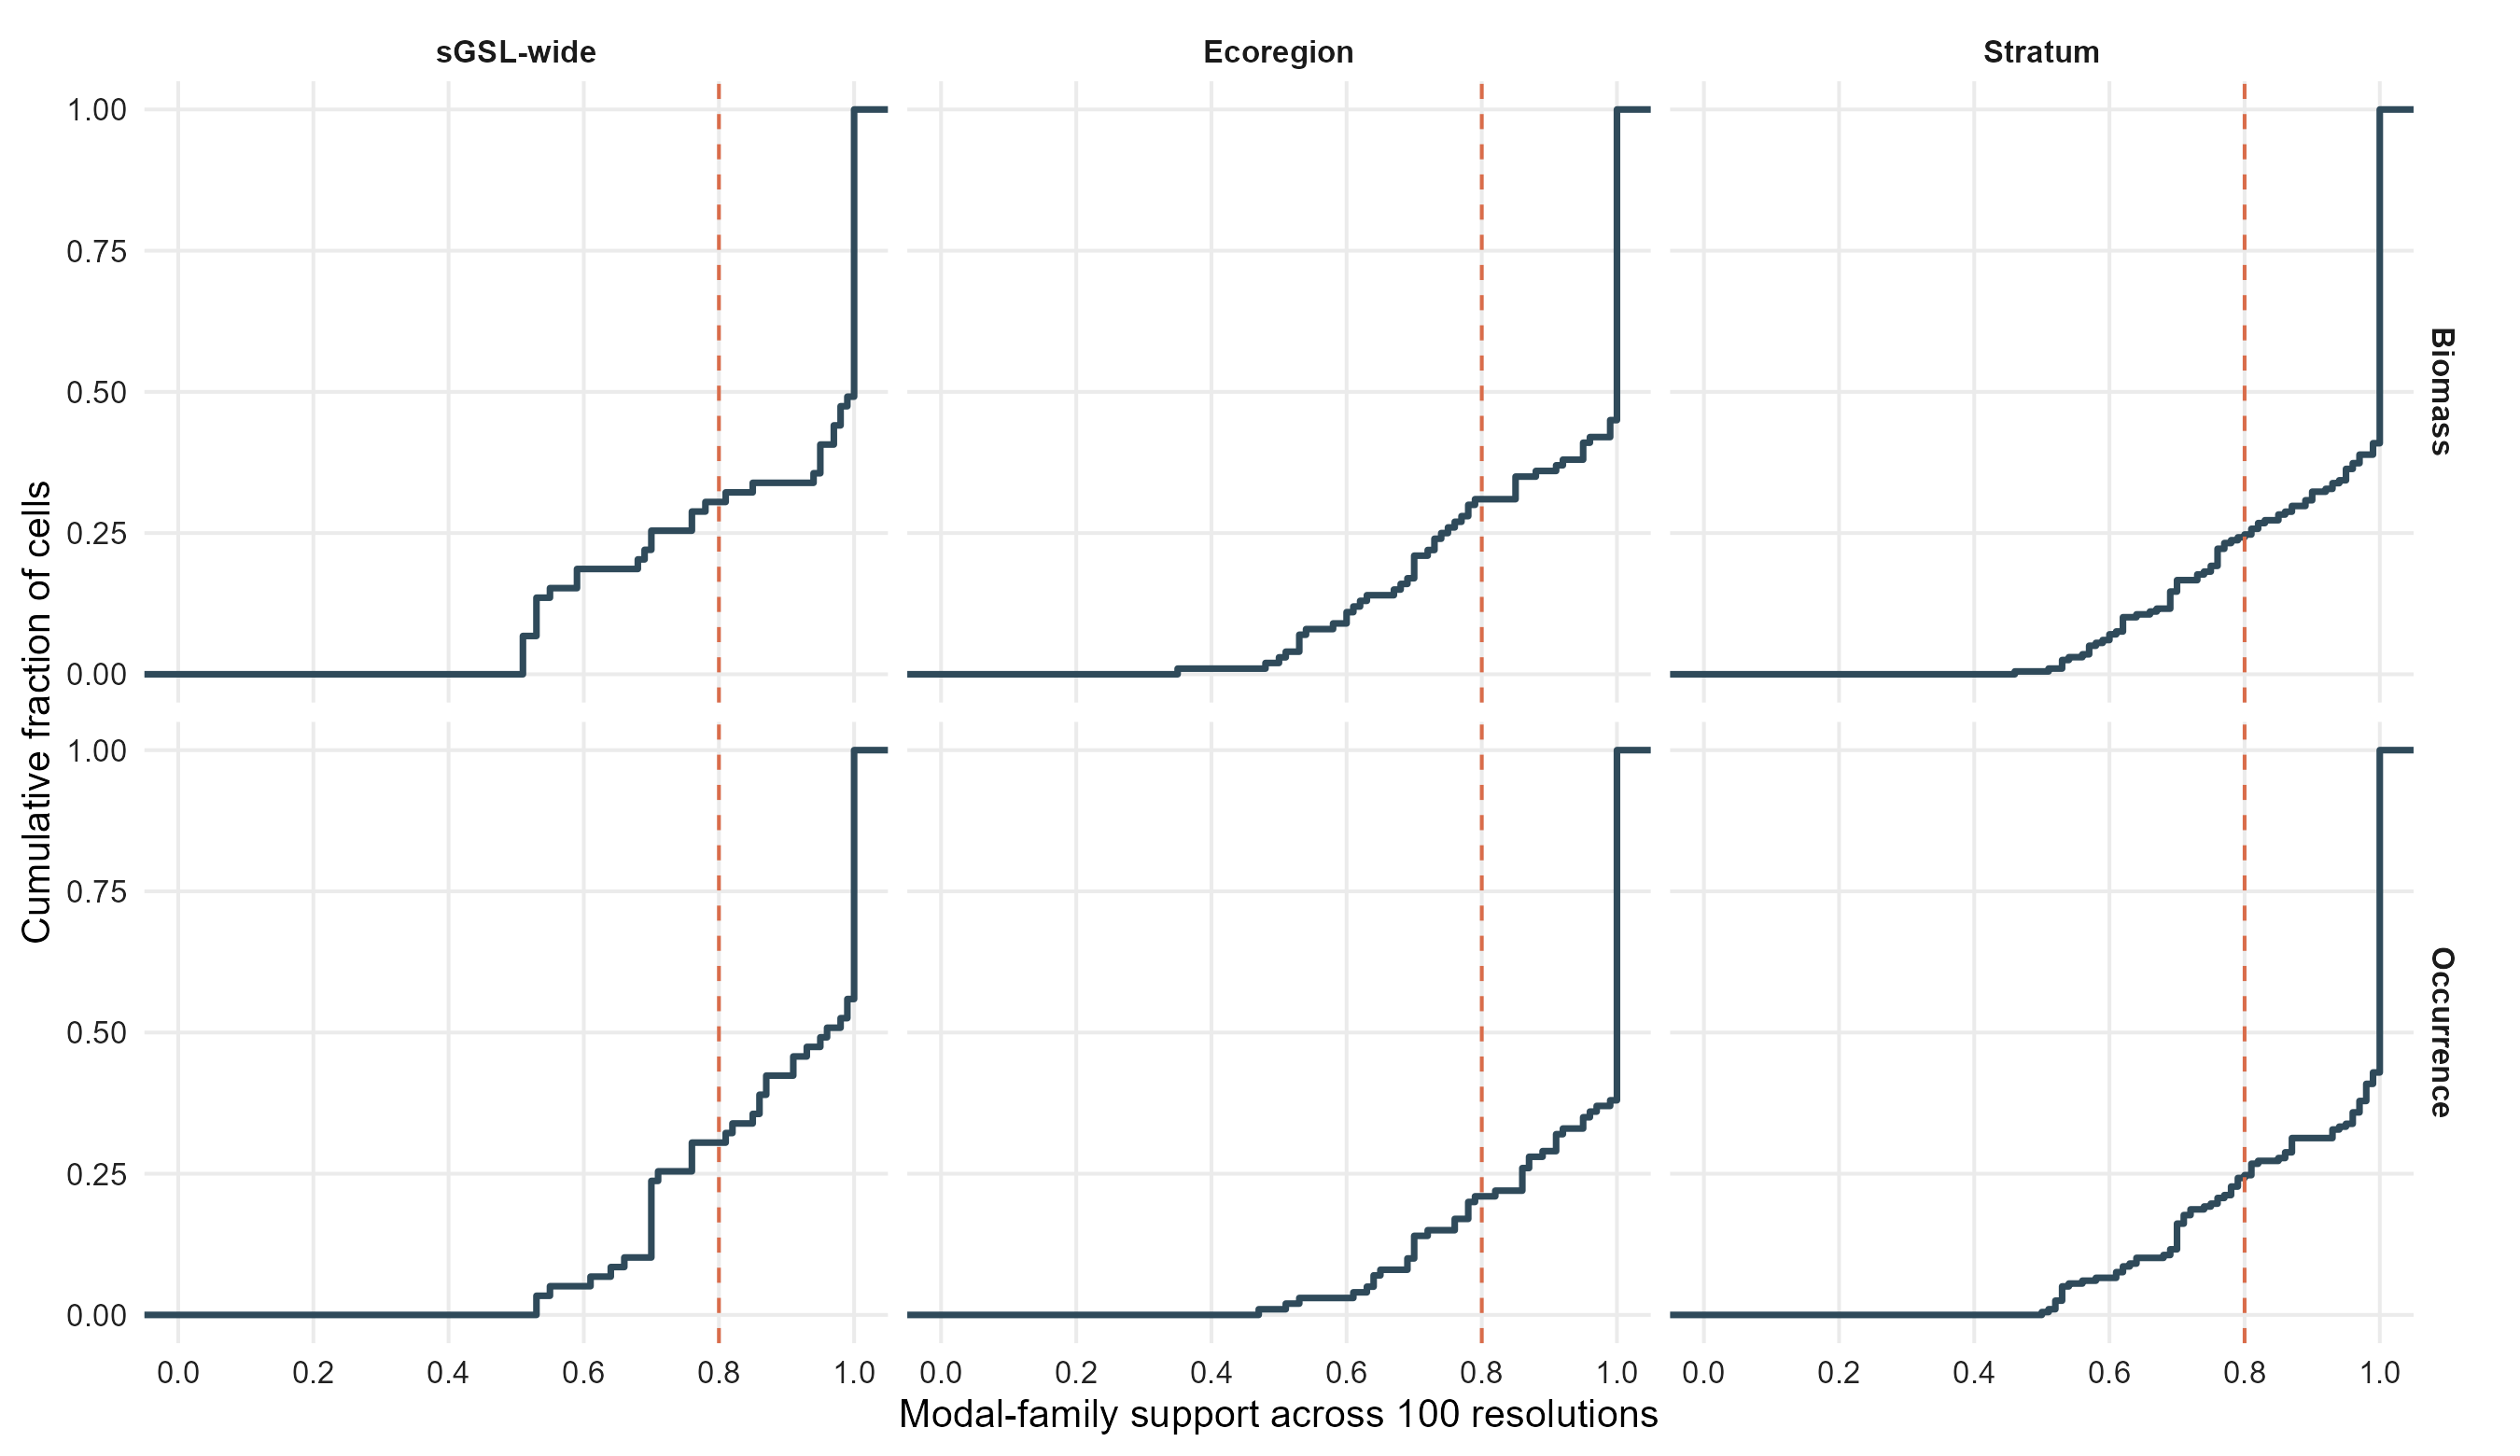 sGSL-wide Ecoregion Stratum
1.00
0.75
0.50
0.25
0.00
Biomass
1.00
0.75
0.50
0.25
0.00
Occurrence
Cumulative fraction of cells
0.0 0.2 0.4 0.6 0.8 1.0 0.0 0.2 0.4 0.6 0.8 1.0 0.0 0.2 0.4 0.6 0.8 1.0
Modal-family support across 100 resolutions